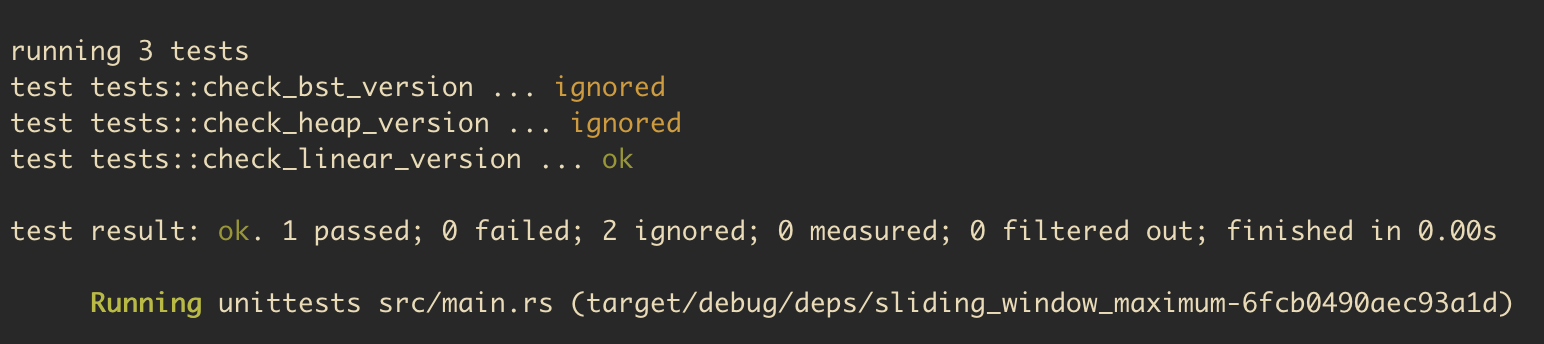 running 3 tests
test tests::check_bst_version ... ignored
test tests::check_heap_version ... ignored
test tests::check_linear_version ... ok
test result: ok. 1 passed; 0 failed; 2 ignored; 0 measured; 0 filtered out; finished in 0.00s
Running unittests src/main.rs (target/debug/deps/sliding_window_maximum-6fcb0490aec93a1d)